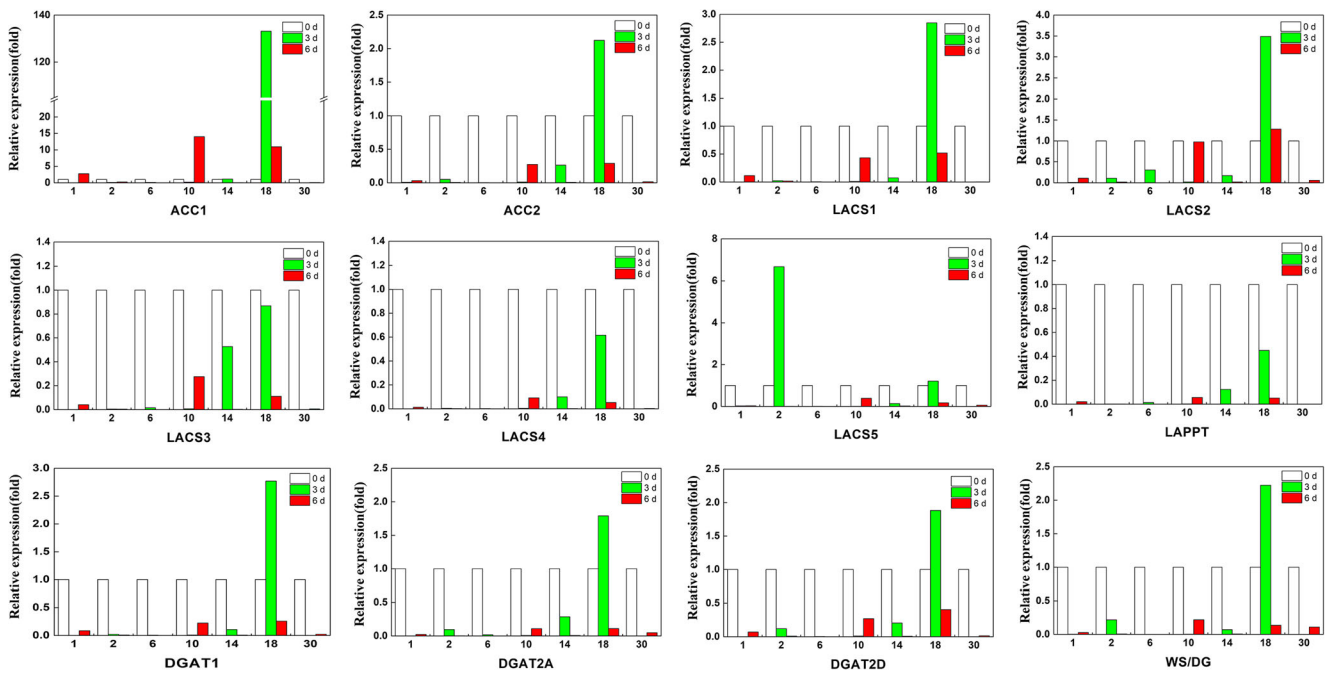 Relative expression(fold)
140
120
25
20
15
10
5
0
0 d
3 d
6 d
1 2 6 10 14 18 30
ACC1
Relative expression(fold)
2.5
2.0
1.5
1.0
0.5
0.0
0 d
3 d
6 d
1 2 6 10 14 18 30
ACC2
Relative expression(fold)
3.0
2.5
2.0
1.5
1.0
0.5
0.0
0 d
3 d
6 d
1 2 6 10 14 18 30
LACS1
Relative expression(fold)
4.0
3.5
3.0
2.5
2.0
1.5
1.0
0.5
0.0
0 d
3 d
6 d
1 2 6 10 14 18 30
LACS2
Relative expression(fold)
1.4
1.2
1.0
0.8
0.6
0.4
0.2
0.0
0 d
3 d
6 d
1 2 6 10 14 18 30
LACS3
Relative expression(fold)
1.4
1.2
1.0
0.8
0.6
0.4
0.2
0.0
0 d
3 d
6 d
1 2 6 10 14 18 30
LACS4
Relative expression(fold)
8
6
4
2
0
0 d
3 d
6 d
1 2 6 10 14 18 30
LACS5
Relative expression(fold)
1.4
1.2
1.0
0.8
0.6
0.4
0.2
0.0
0 d
3 d
6 d
1 2 6 10 14 18 30
LAPPT
Relative expression(fold)
3.0
2.5
2.0
1.5
1.0
0.5
0.0
0 d
3 d
6 d
1 2 6 10 14 18 30
DGAT1
Relative expression(fold)
2.5
2.0
1.5
1.0
0.5
0.0
0 d
3 d
6 d
1 2 6 10 14 18 30
DGAT2A
Relative expression(fold)
2.5
2.0
1.5
1.0
0.5
0.0
0 d
3 d
6 d
1 2 6 10 14 18 30
DGAT2D
Relative expression(fold)
2.5
2.0
1.5
1.0
0.5
0.0
0 d
3 d
6 d
1 2 6 10 14 18 30
WS/DG